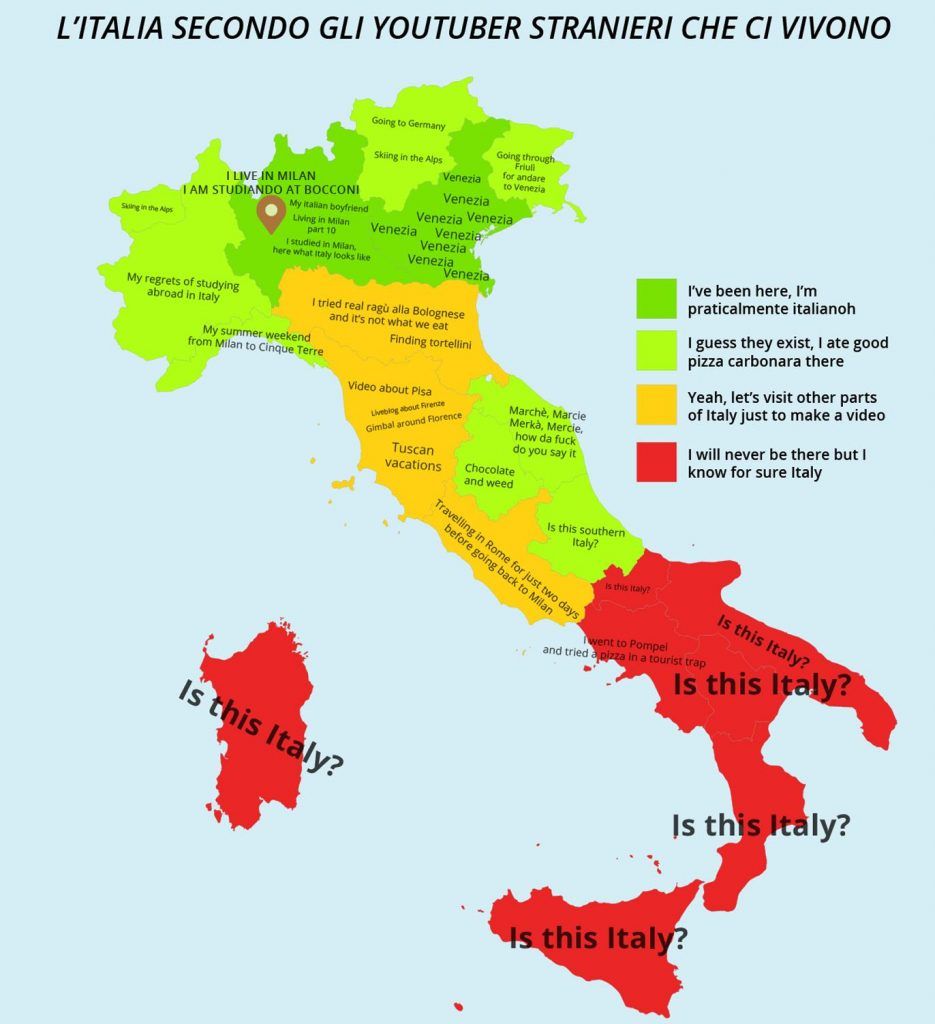 L'ITALIA SECONDO GLI YOUTUBER STRANIERI CHE CI VIVONO
Going to Germany
Skiing in the Alps
Going through
Friuli
for andare
to Venezia
I LIVE IN MILAN
I AM STUDIANDO AT BOCCONI
Skiing in the Alps
My italian boyfriend
Living in Milan
part 10
I studied in Milan,
here what Italy looks like
Venezia
Venezia
Venezia
Venezia
Venezia
Venezia
Venezia
Venezia
Venezia
My regrets of studying
abroad in Italy
My summer weekend
from Milan to Cinque Terre
I tried real ragù alla Bolognese
and it's not what we eat
Finding tortellini
Video about Pisa
Liveblog about Firenze
Gimbal around Florence
Tuscan
vacations
Marchè, Marcie
Merkà, Mercie,
how da fuck
do you say it
Chocolate
and weed
Is this southern
Italy?
Travelling in Rome for just two days
before going back to Milan
Is this Italy?
Is this Italy?
I went to Pompei
and tried a pizza in a tourist trap
Is this Italy?
Is this Italy?
Is this Italy?
Is this Italy?
I've been here, I'm
praticalmente italianoh
I guess they exist, I ate good
pizza carbonara there
Yeah, let's visit other parts
of Italy just to make a video
I will never be there but I
know for sure Italy